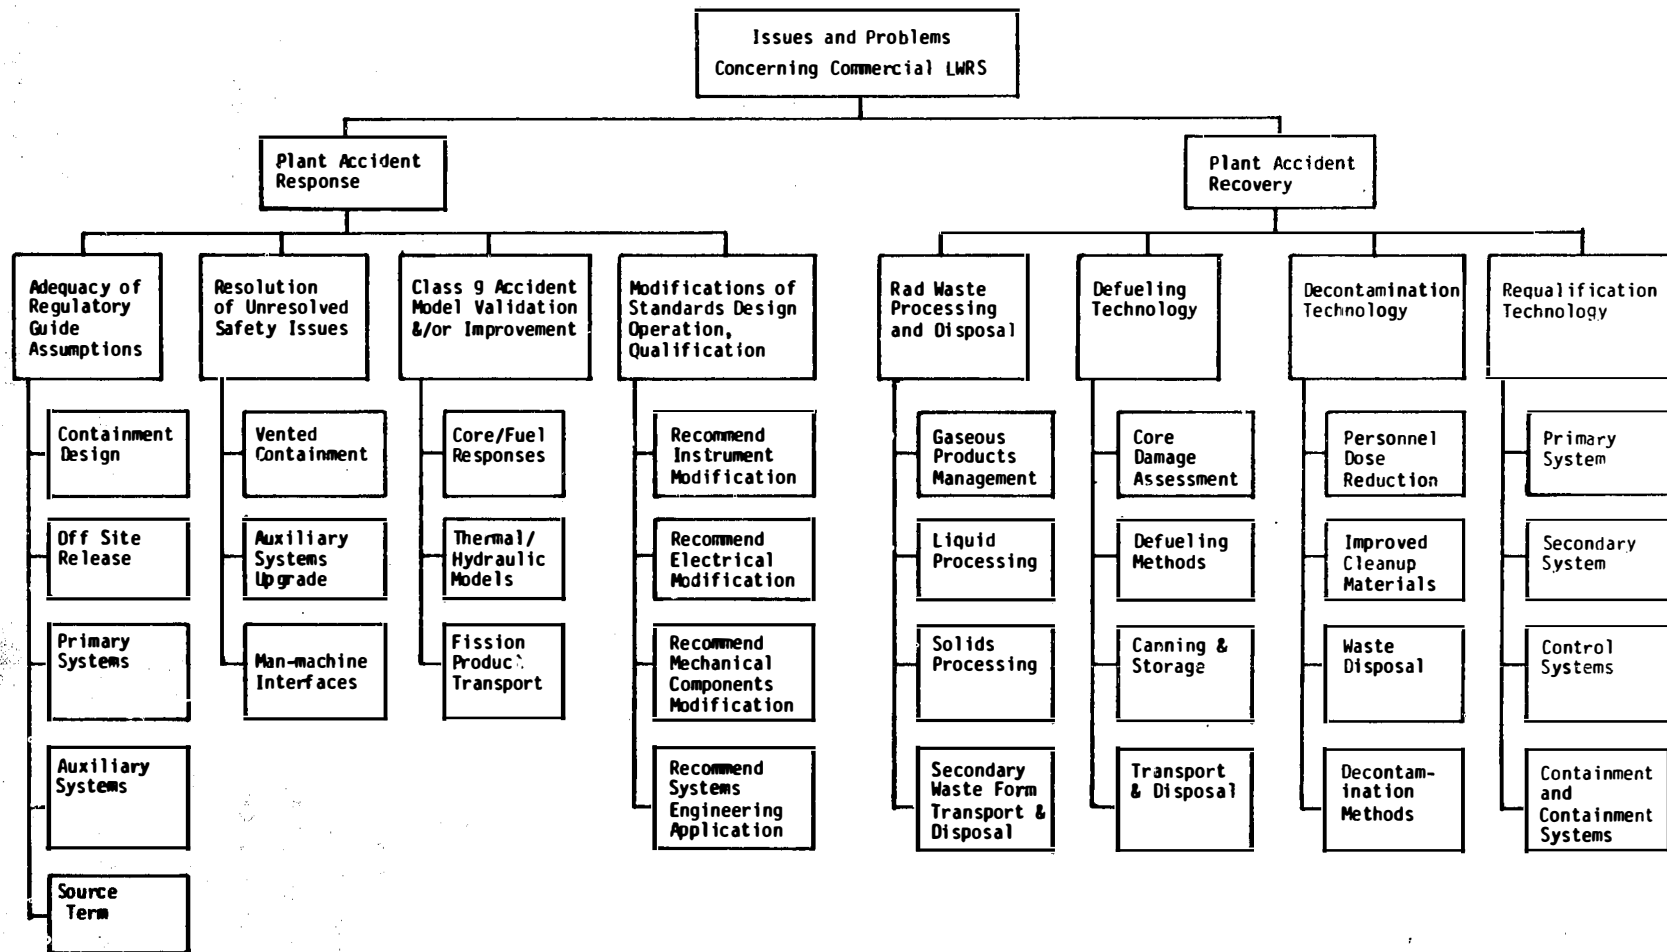 Issues and Problems
Concerning Commercial LWRS
Plant Accident
Response
Plant Accident
Recovery
Adequacy of
Regulatory
Guide
Assumptions
Resolution
of Unresolved
Safety Issues
Class 9 Accident
Model Validation
&/or Improvement
Modifications of
Standards Design
Operation,
Qualification
Rad Waste
Processing
and Disposal
Defueling
Technology
Decontamination
Technology
Requalification
Technology
Containment
Design
Off Site
Release
Primary
Systems
Auxiliary
Systems
Source
Term
Vented
Containment
Auxiliary
Systems
Upgrade
Man-machine
Interfaces
Core/Fuel
Responses
Thermal/
Hydraulic
Models
Fission
Product
Transport
Recommend
Instrument
Modification
Recommend
Electrical
Modification
Recommend
Mechanical
Components
Modification
Recommend
Systems
Engineering
Application
Gaseous
Products
Management
Liquid
Processing
Solids
Processing
Secondary
Waste Form
Transport &
Disposal
Core
Damage
Assessment
Defueling
Methods
Canning &
Storage
Transport
& Disposal
Personnel
Dose
Reduction
Improved
Cleanup
Materials
Waste
Disposal
Decontam-
ination
Methods
Primary
System
Secondary
System
Control
Systems
Containment
and
Containment
Systems